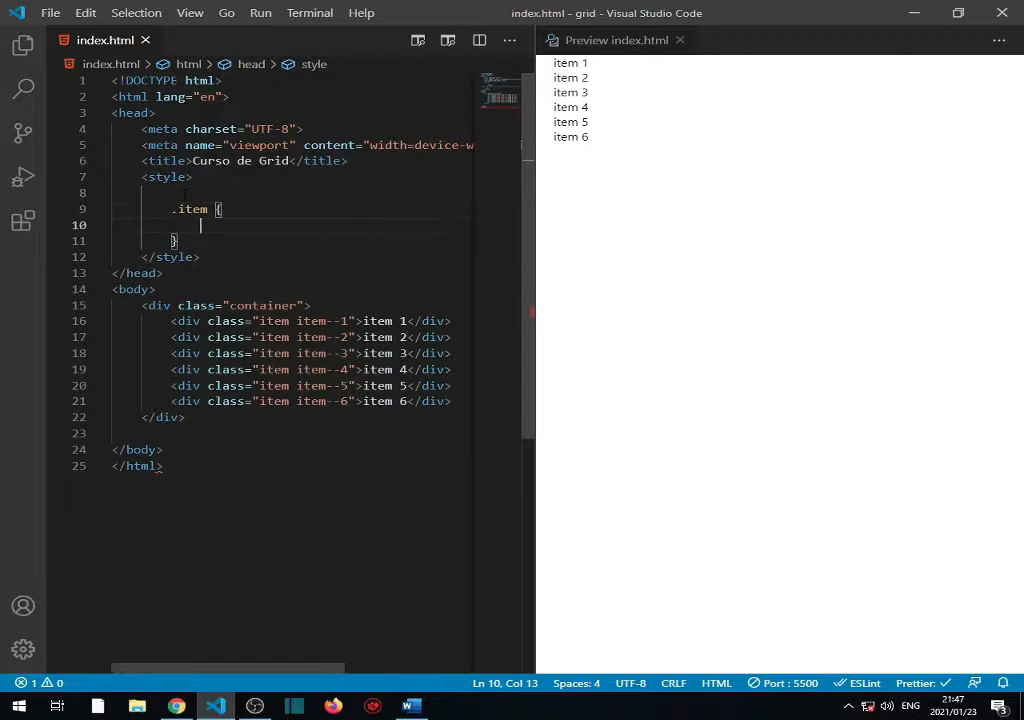 File Edit Selection View Go Run Terminal Help
index.html - grid - Visual Studio Code
index.html
Preview index.html
index.html > html > head > style
1 <!DOCTYPE html>
2 <html lang="en">
3 <head>
4 <meta charset="UTF-8">
5 <meta name="viewport" content="width=device-w
6 <title>Curso de Grid</title>
7 <style>
8
9 .item {
10
11 }
12 </style>
13 </head>
14 <body>
15 <div class="container">
16 <div class="item item--1">item 1</div>
17 <div class="item item--2">item 2</div>
18 <div class="item item--3">item 3</div>
19 <div class="item item--4">item 4</div>
20 <div class="item item--5">item 5</div>
21 <div class="item item--6">item 6</div>
22 </div>
23
24 </body>
25 </html>
item 1
item 2
item 3
item 4
item 5
item 6
1 0 Ln 10, Col 13 Spaces: 4 UTF-8 CRLF HTML Port : 5500 ESLint Prettier:
ENG
21:47
2021/01/23
3